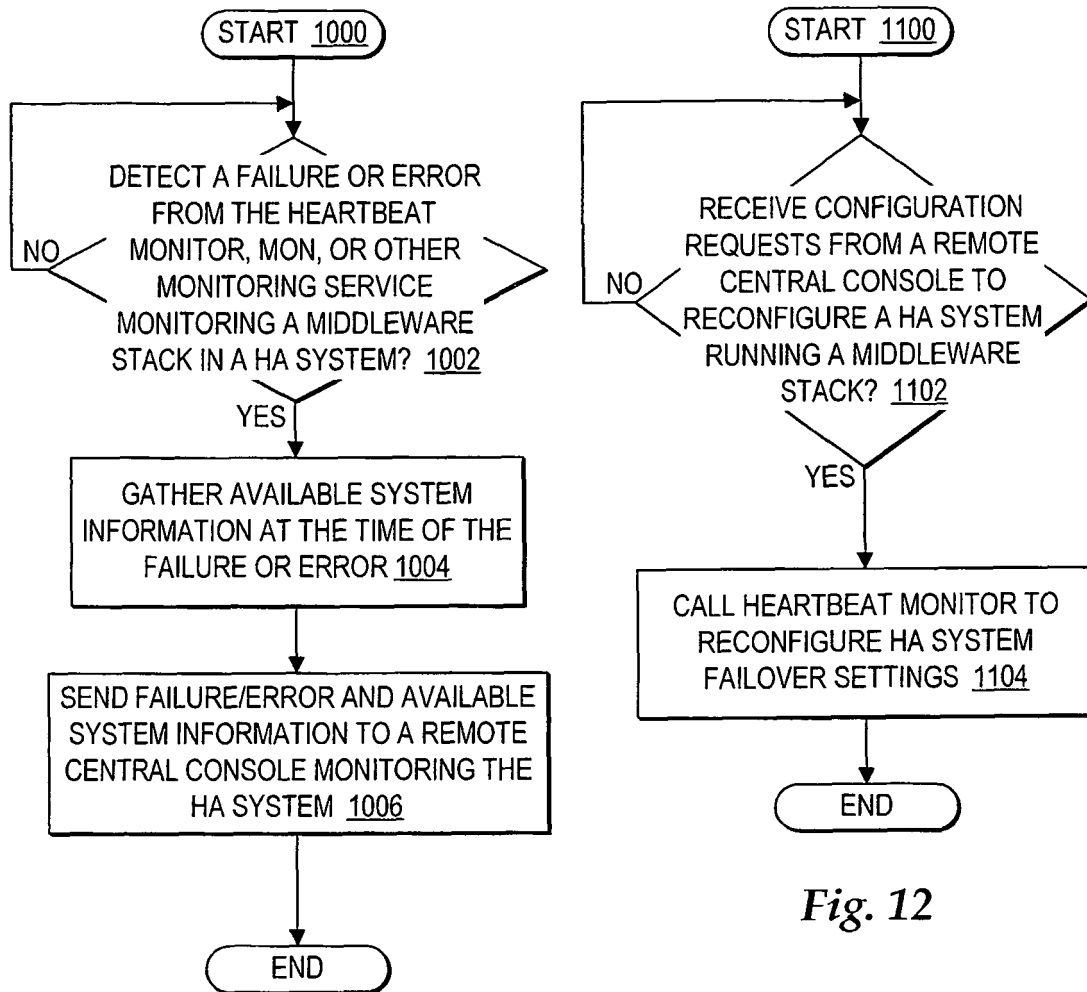 START 1000
DETECT A FAILURE OR ERROR
FROM THE HEARTBEAT
MONITOR, MON, OR OTHER
MONITORING SERVICE
MONITORING A MIDDLEWARE
STACK IN A HA SYSTEM? 1002
NO
YES
GATHER AVAILABLE SYSTEM
INFORMATION AT THE TIME OF THE
FAILURE OR ERROR 1004
SEND FAILURE/ERROR AND AVAILABLE
SYSTEM INFORMATION TO A REMOTE
CENTRAL CONSOLE MONITORING THE
HA SYSTEM 1006
END
START 1100
RECEIVE CONFIGURATION
REQUESTS FROM A REMOTE
CENTRAL CONSOLE TO
RECONFIGURE A HA SYSTEM
RUNNING A MIDDLEWARE
STACK? 1102
NO
YES
CALL HEARTBEAT MONITOR TO
RECONFIGURE HA SYSTEM
FAILOVER SETTINGS 1104
END
Fig. 12